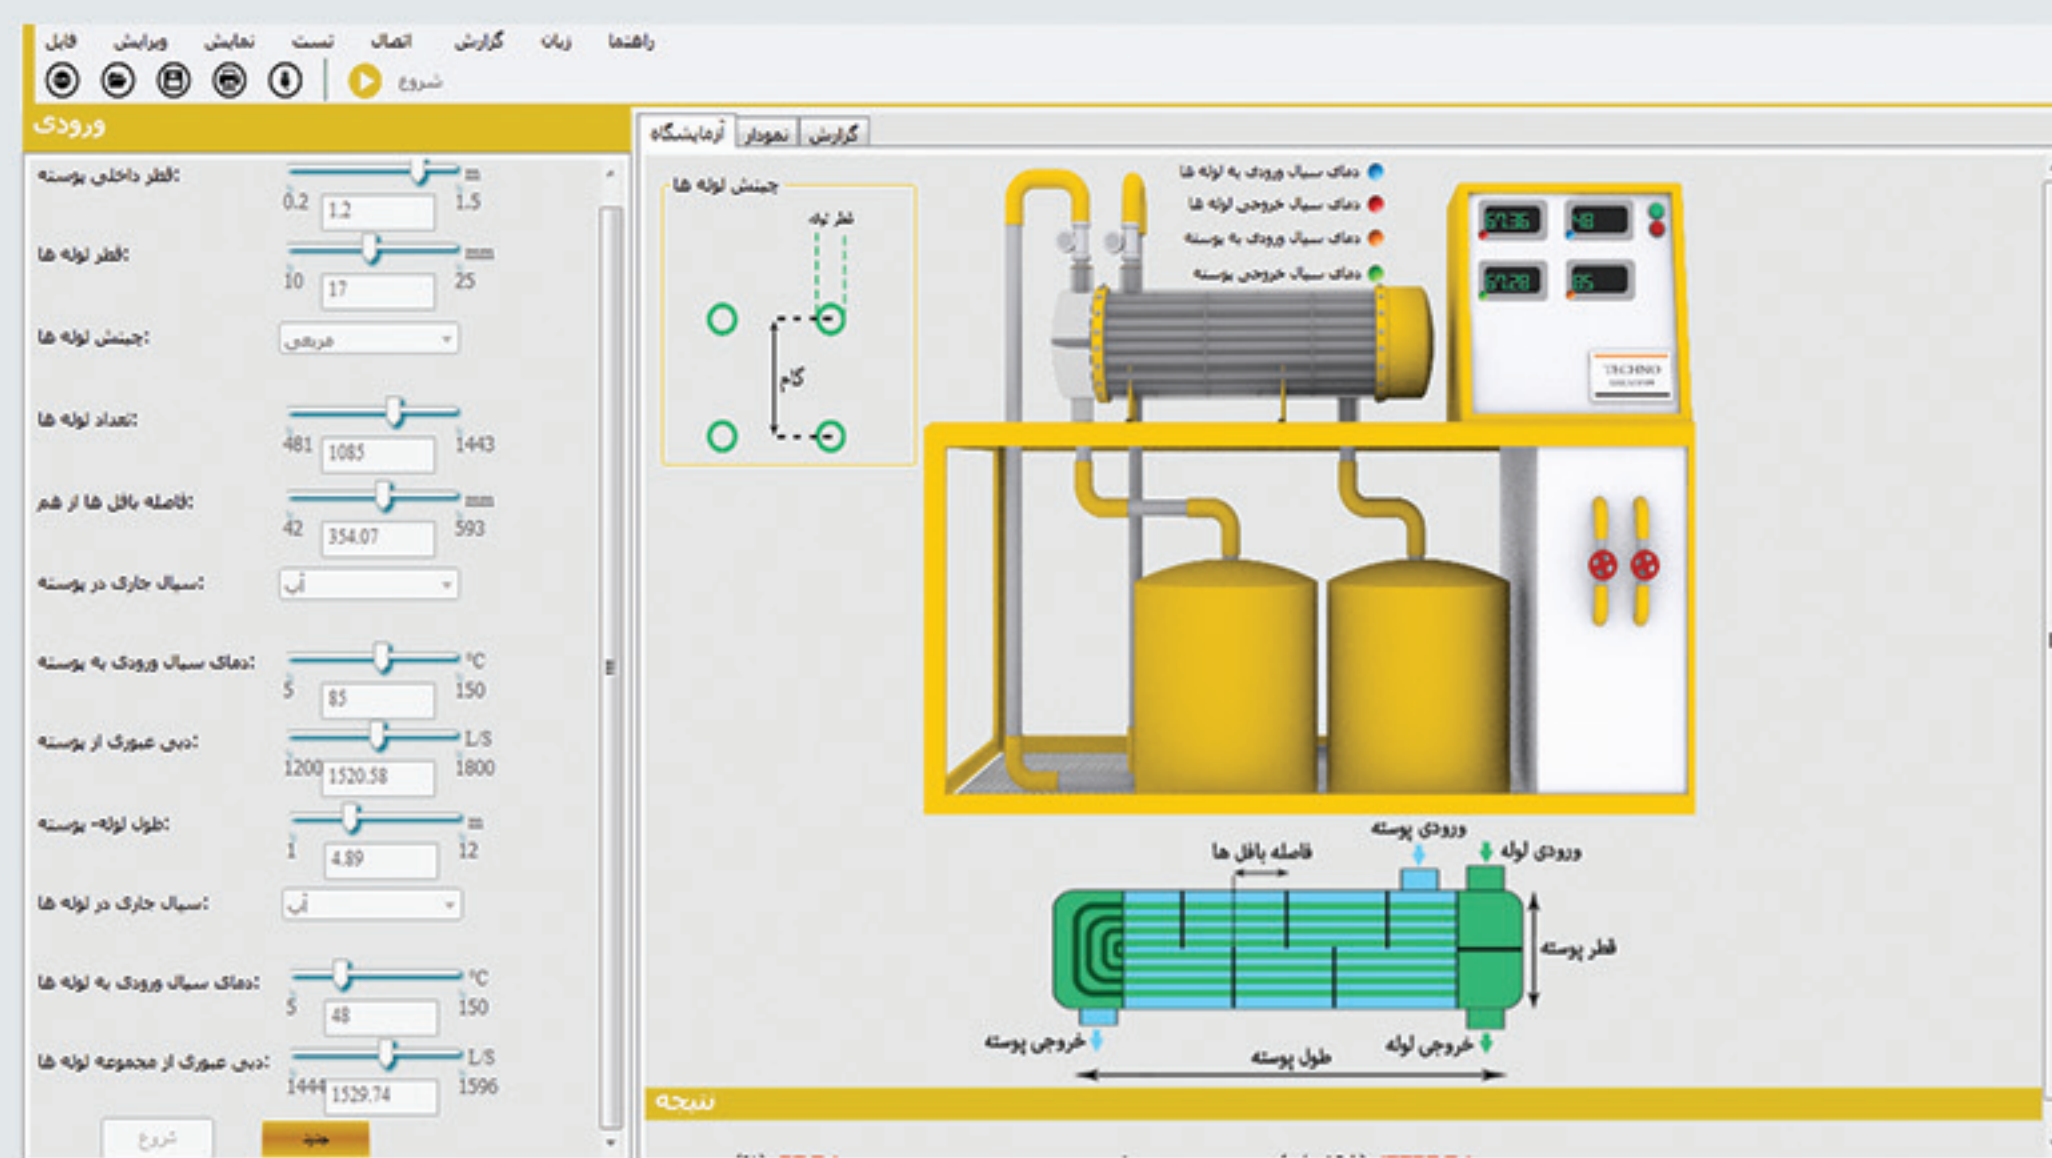 فایل ویرایش نمایش تست اتصال گزارش زبان راهنما
شروع
ورودی
قطر داخلی پوسته:
m
0.2 1.2 1.5
قطر لوله ها:
mm
10 17 25
چینش لوله ها:
مربعی
تعداد لوله ها:
481 1085 1443
فاصله بافل ها از هم:
mm
42 354.07 593
سیال جاری در پوسته:
آب
دمای سیال ورودی به پوسته:
°C
5 85 150
دبی عبوری از پوسته:
L/S
1200 1520.58 1800
طول لوله- پوسته:
m
1 4.89 12
سیال جاری در لوله ها:
آب
دمای سیال ورودی به لوله ها:
°C
5 48 150
دبی عبوری از مجموعه لوله ها:
L/S
1444 1529.74 1596
شروع
آزمایشگاه نمودار گزارش
چینش لوله ها
قطر لوله
گام
دمای سیال ورودی به لوله ها
دمای سیال خروجی لوله ها
دمای سیال ورودی به پوسته
دمای سیال خروجی پوسته
67.36 48
67.28 85
TECHNO
ورودی پوسته
ورودی لوله
فاصله بافل ها
قطر پوسته
خروجی پوسته
خروجی لوله
طول پوسته
نتیجه